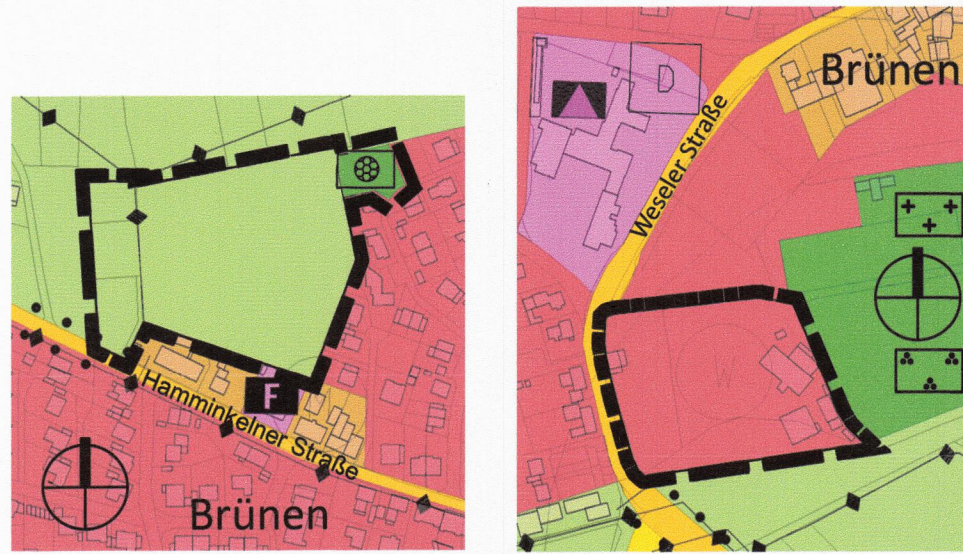 F
Hamminkelner Straße
Brünen
Brünen
Weseler Straße
W